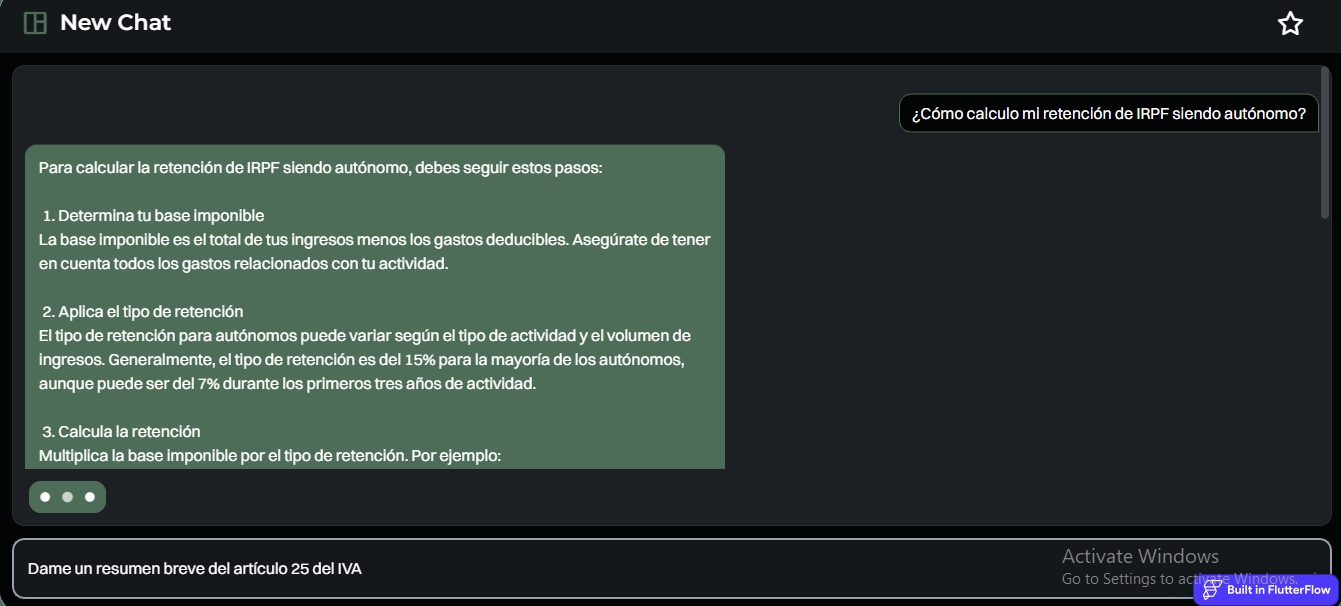 New Chat
¿Cómo calculo mi retención de IRPF siendo autónomo?
Para calcular la retención de IRPF siendo autónomo, debes seguir estos pasos:
1. Determina tu base imponible
La base imponible es el total de tus ingresos menos los gastos deducibles. Asegúrate de tener
en cuenta todos los gastos relacionados con tu actividad.
2. Aplica el tipo de retención
El tipo de retención para autónomos puede variar según el tipo de actividad y el volumen de
ingresos. Generalmente, el tipo de retención es del 15% para la mayoría de los autónomos,
aunque puede ser del 7% durante los primeros tres años de actividad.
3. Calcula la retención
Multiplica la base imponible por el tipo de retención. Por ejemplo:
Dame un resumen breve del artículo 25 del IVA
Activate Windows
Go to Settings to activate Windows.
Built in FlutterFlow